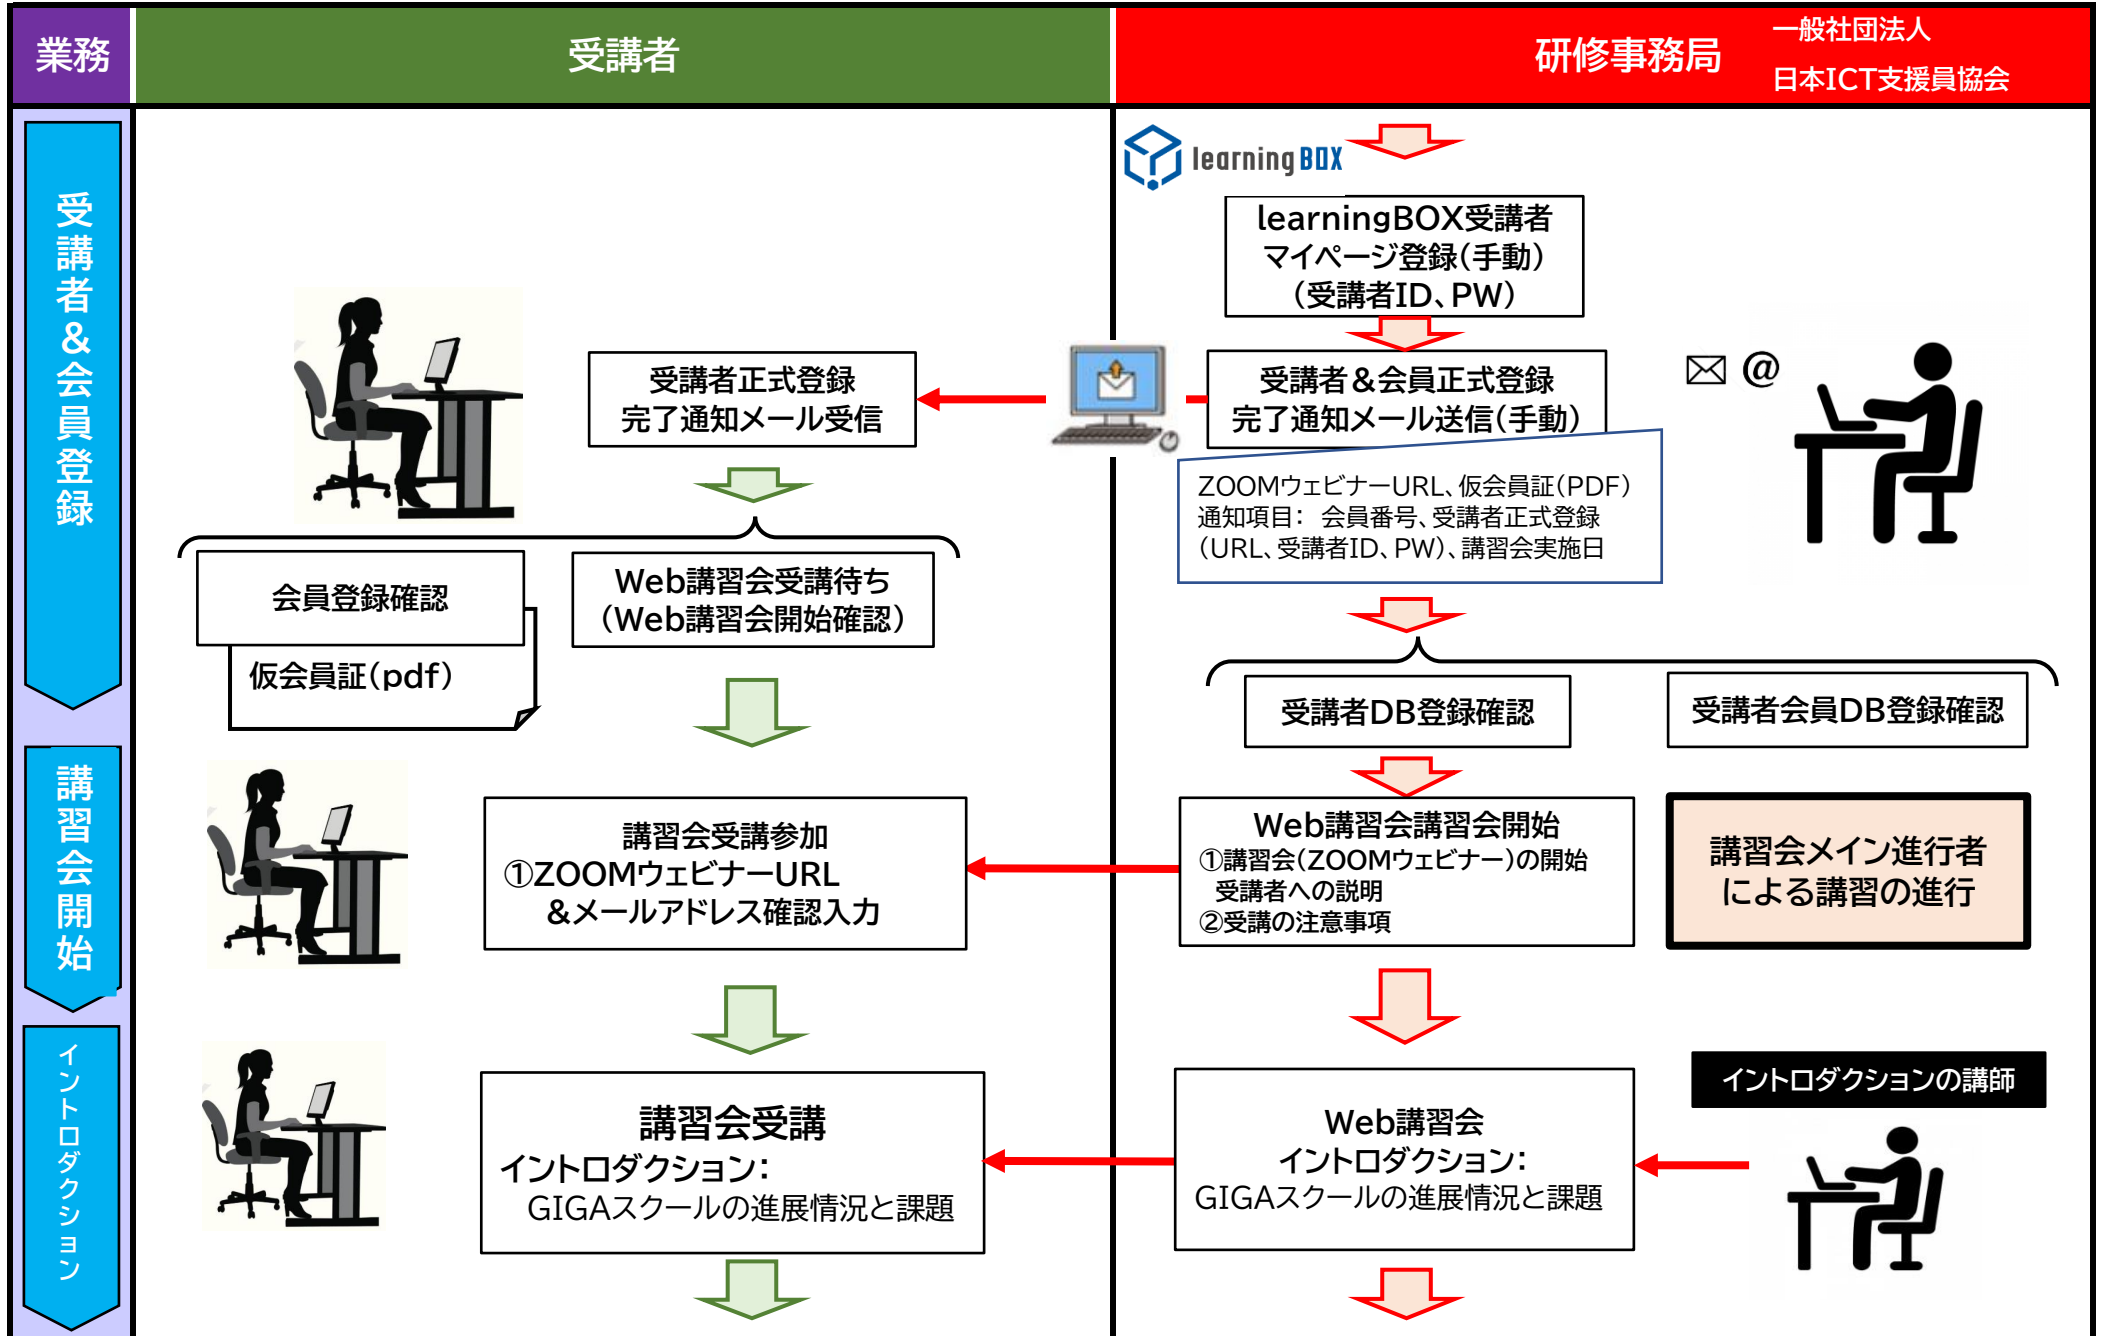 業務
受講者
研修事務局
一般社団法人
日本ICT支援員協会
受講者&会員登録
learningBOX
learningBOX受講者
マイページ登録(手動)
(受講者ID、PW)
受講者正式登録
完了通知メール受信
受講者&会員正式登録
完了通知メール送信(手動)
@
ZOOMウェビナーURL、仮会員証(PDF)
通知項目: 会員番号、受講者正式登録
(URL、受講者ID、PW)、講習会実施日
会員登録確認
仮会員証(pdf)
Web講習会受講待ち
(Web講習会開始確認)
受講者DB登録確認
受講者会員DB登録確認
講習会開始
講習会受講参加
①ZOOMウェビナーURL
&メールアドレス確認入力
Web講習会講習会開始
①講習会(ZOOMウェビナー)の開始
受講者への説明
②受講の注意事項
講習会メイン進行者
による講習の進行
イントロダクション
講習会受講
イントロダクション:
GIGAスクールの進展情況と課題
Web講習会
イントロダクション:
GIGAスクールの進展情況と課題
イントロダクションの講師